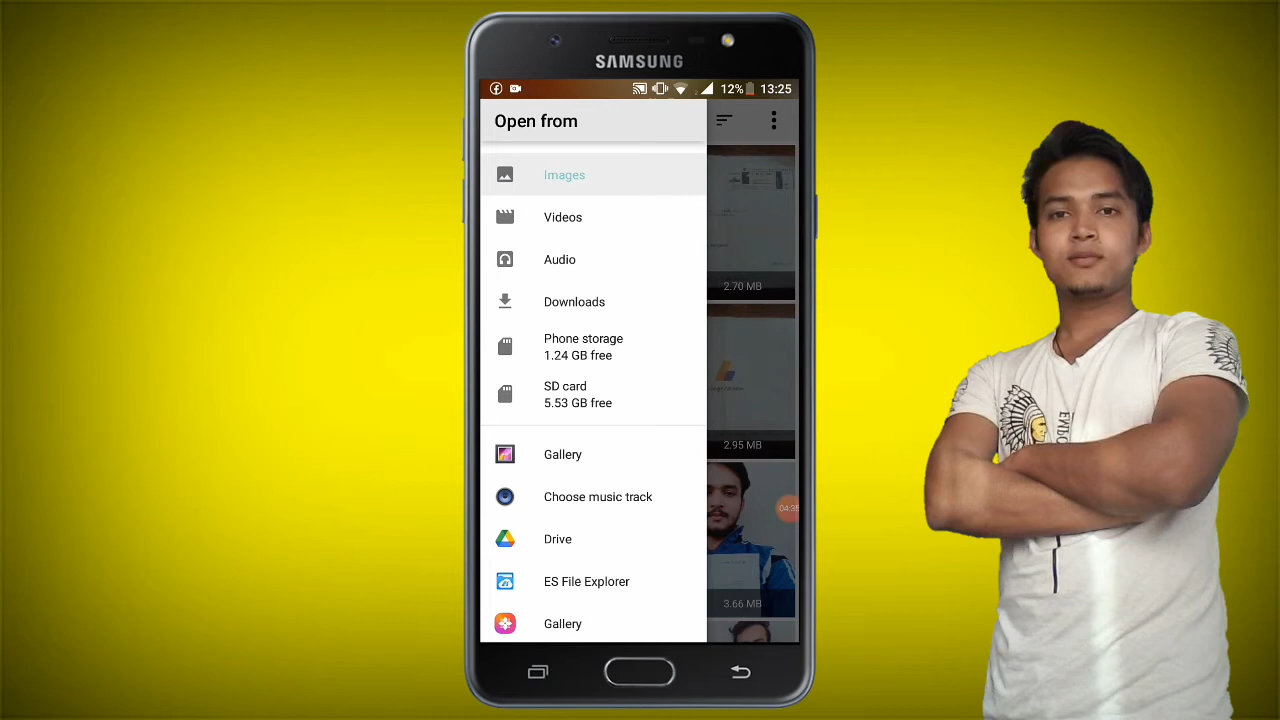 SAMSUNG
12% 13:25
Open from
Images
Videos
Audio
Downloads
Phone storage
1.24 GB free
SD card
5.53 GB free
Gallery
Choose music track
Drive
ES File Explorer
Gallery
2.70 MB
2.95 MB
04:35
3.66 MB